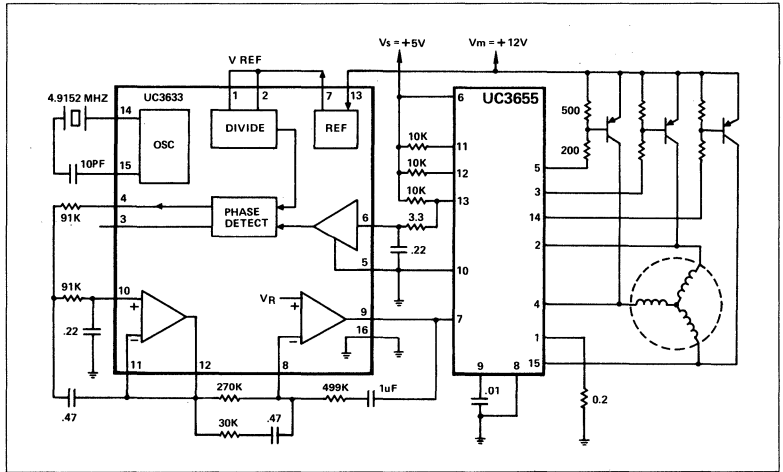 Vs = +5V
Vm = +12V
V REF
1
2
7
13
4.9152 MHZ
UC3633
UC3655
14
OSC
DIVIDE
REF
6
500
10K
11
10PF
15
10K
12
200
5
10K
13
4
91K
3
PHASE DETECT
6
3.3
3
14
.22
2
5
10
91K
10
+
VR
+
9
7
4
.22
−
−
16
1
11
12
8
15
9
8
270K
499K
1uF
.01
0.2
.47
30K
.47